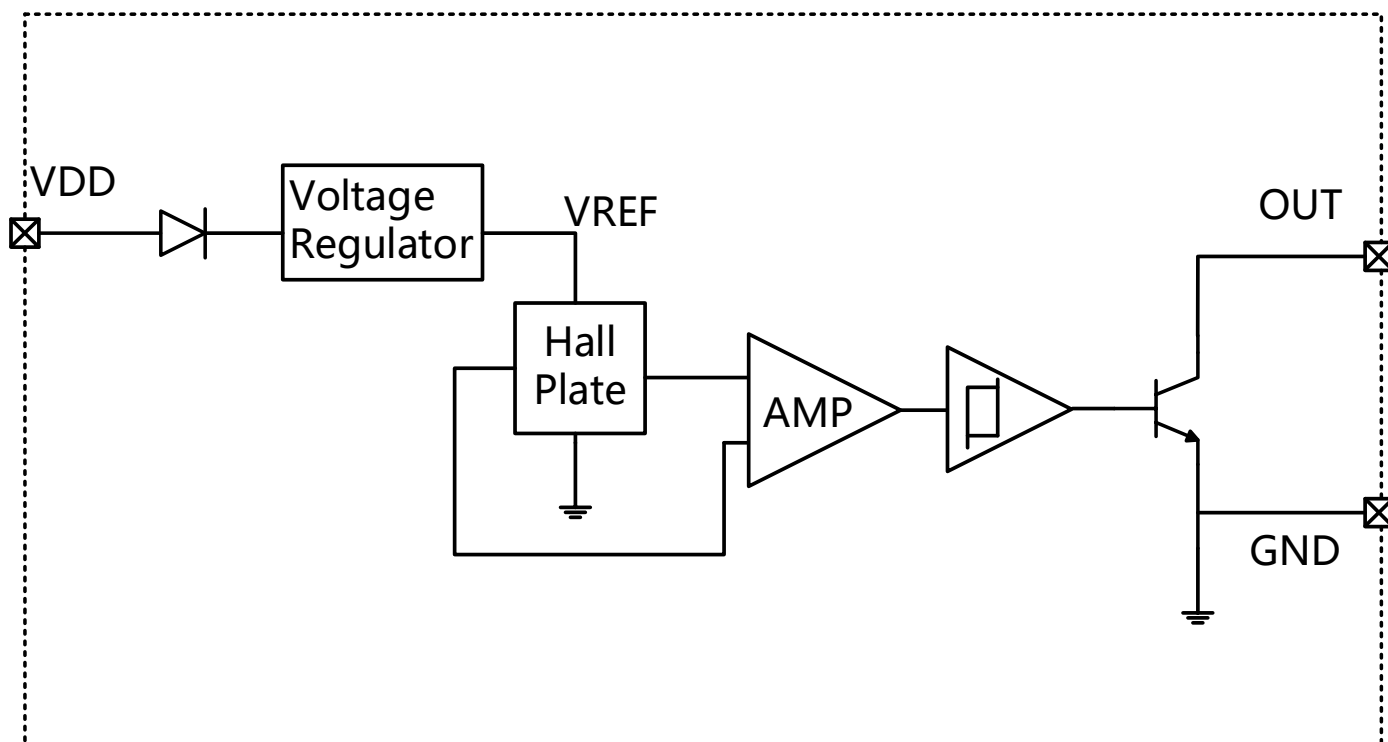 VDD
Voltage
Regulator
VREF
OUT
Hall
Plate
AMP
GND